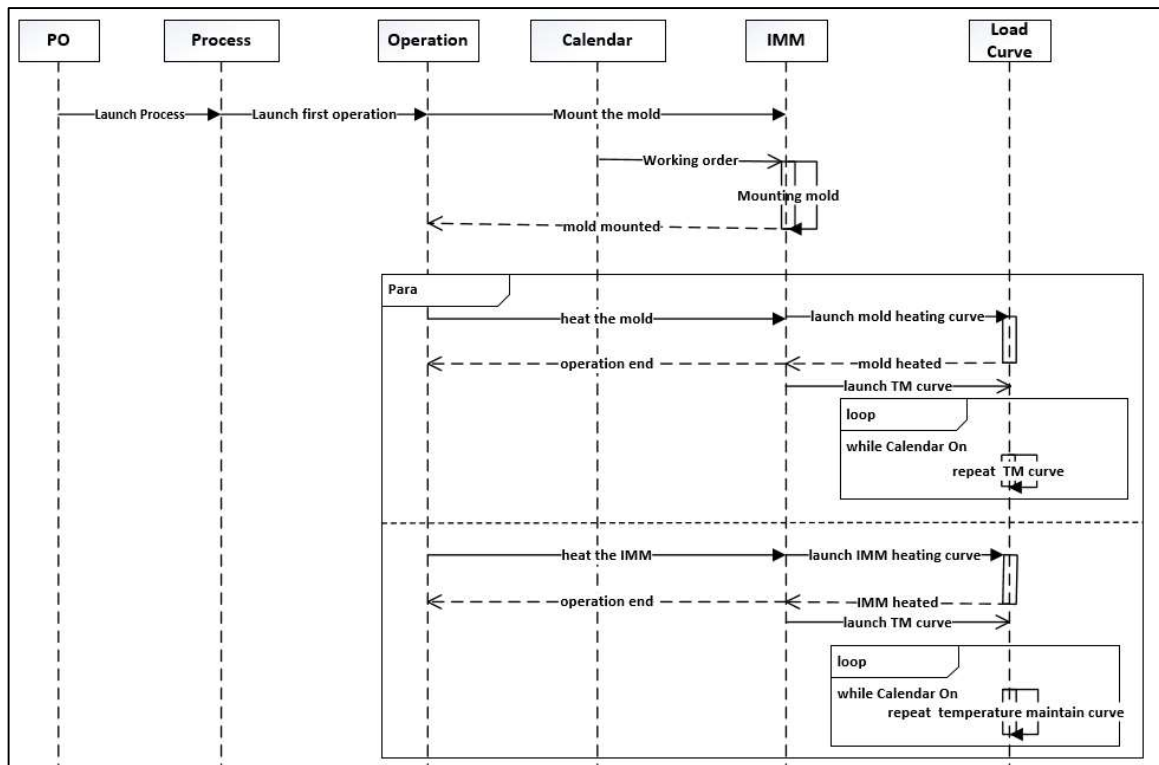 PO
Process
Operation
Calendar
IMM
Load
Curve
Launch Process
Launch first operation
Mount the mold
Working order
Mounting mold
mold mounted
Para
heat the mold
launch mold heating curve
operation end
mold heated
launch TM curve
loop
while Calendar On
repeat TM curve
heat the IMM
launch IMM heating curve
operation end
IMM heated
launch TM curve
loop
while Calendar On
repeat temperature maintain curve